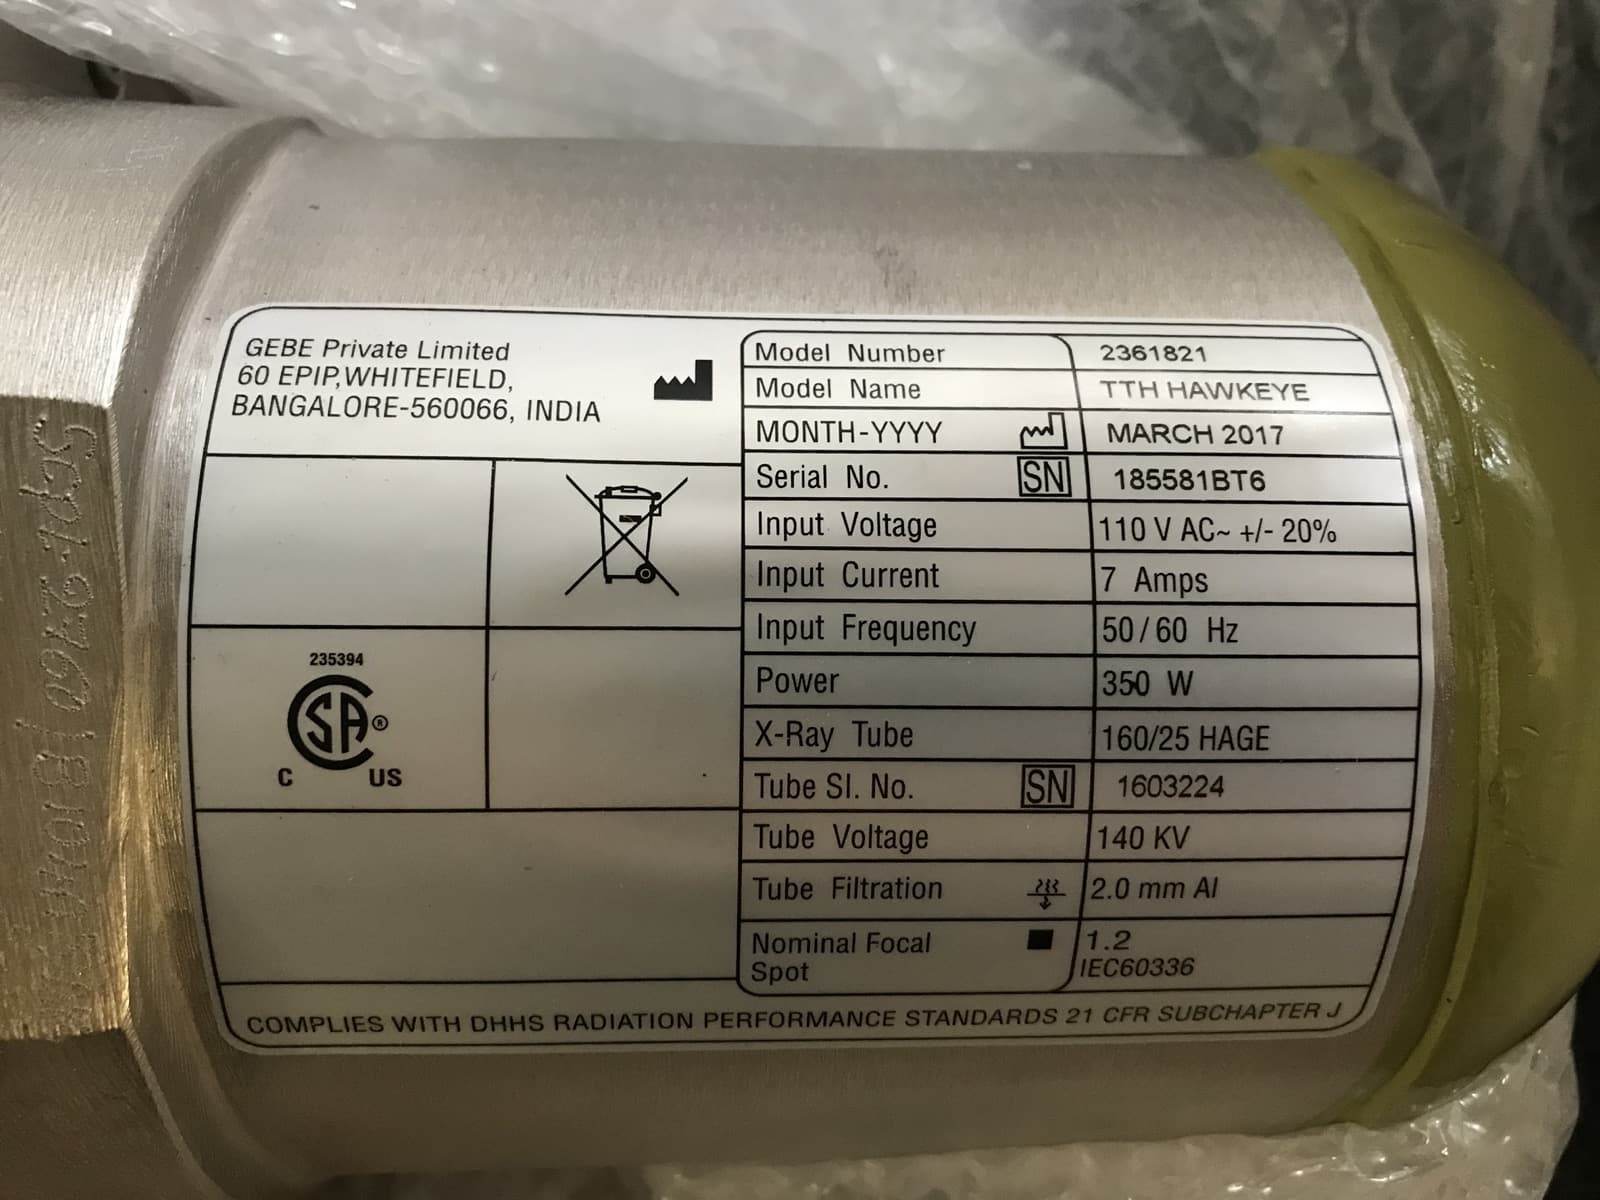 GEBE Private Limited
60 EPIP,WHITEFIELD,
BANGALORE-560066, INDIA
235394
SA®
C US
Model Number 2361821
Model Name TTH HAWKEYE
MONTH-YYYY MARCH 2017
Serial No. SN 185581BT6
Input Voltage 110 V AC~ +/- 20%
Input Current 7 Amps
Input Frequency 50/60 Hz
Power 350 W
X-Ray Tube 160/25 HAGE
Tube Sl. No. SN 1603224
Tube Voltage 140 KV
Tube Filtration 2.0 mm Al
Nominal Focal Spot 1.2
IEC60336
COMPLIES WITH DHHS RADIATION PERFORMANCE STANDARDS 21 CFR SUBCHAPTER J